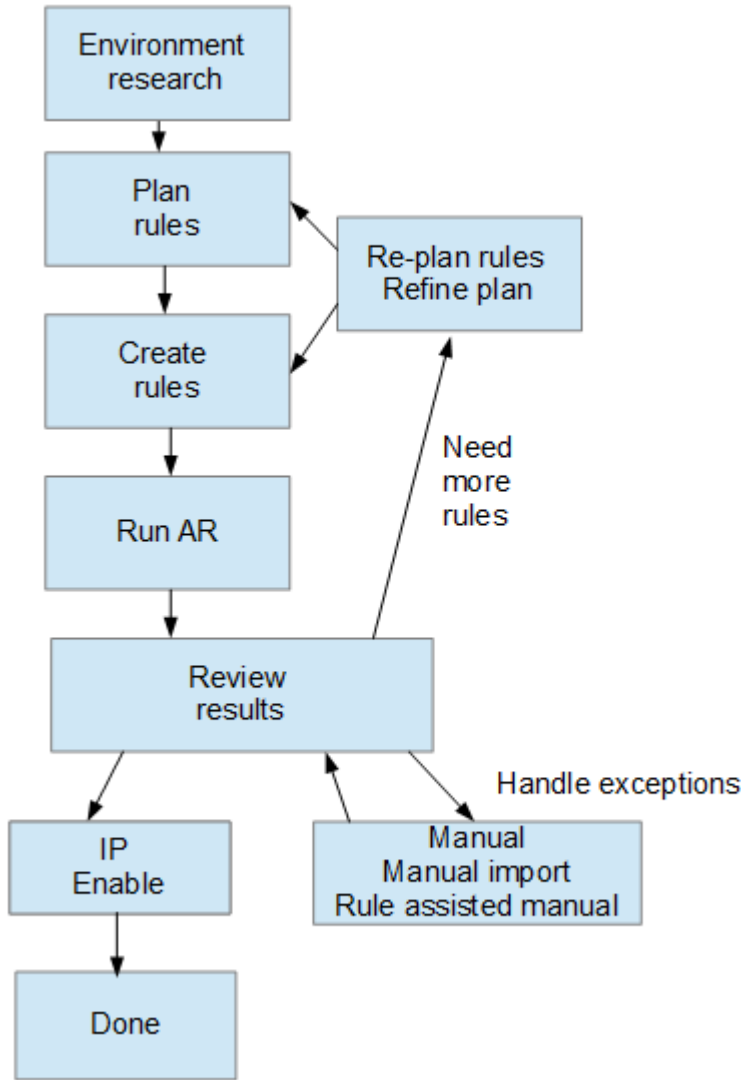 Environment
research
Plan
rules
Re-plan rules
Refine plan
Create
rules
Need
more
rules
Run AR
Review
results
Handle exceptions
IP
Enable
Manual
Manual import
Rule assisted manual
Done